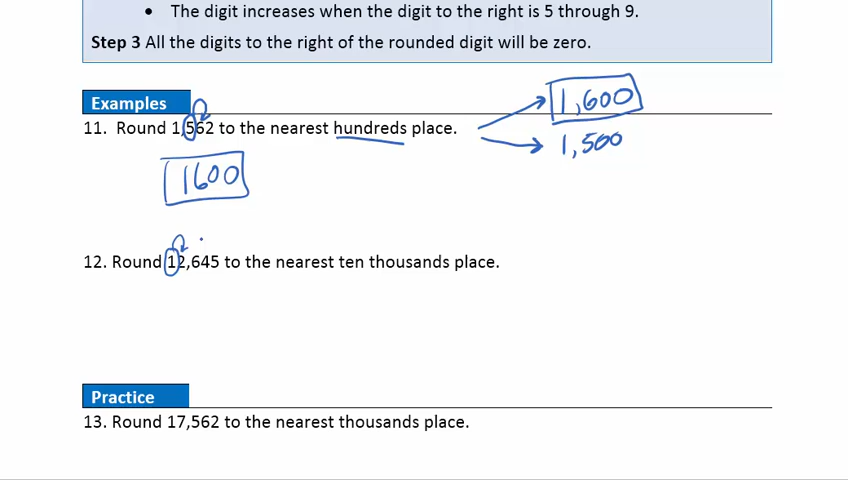 • The digit increases when the digit to the right is 5 through 9.
Step 3 All the digits to the right of the rounded digit will be zero.
Examples
1,600
11. Round 1,562 to the nearest hundreds place.
1,500
1600
12. Round 12,645 to the nearest ten thousands place.
Practice
13. Round 17,562 to the nearest thousands place.